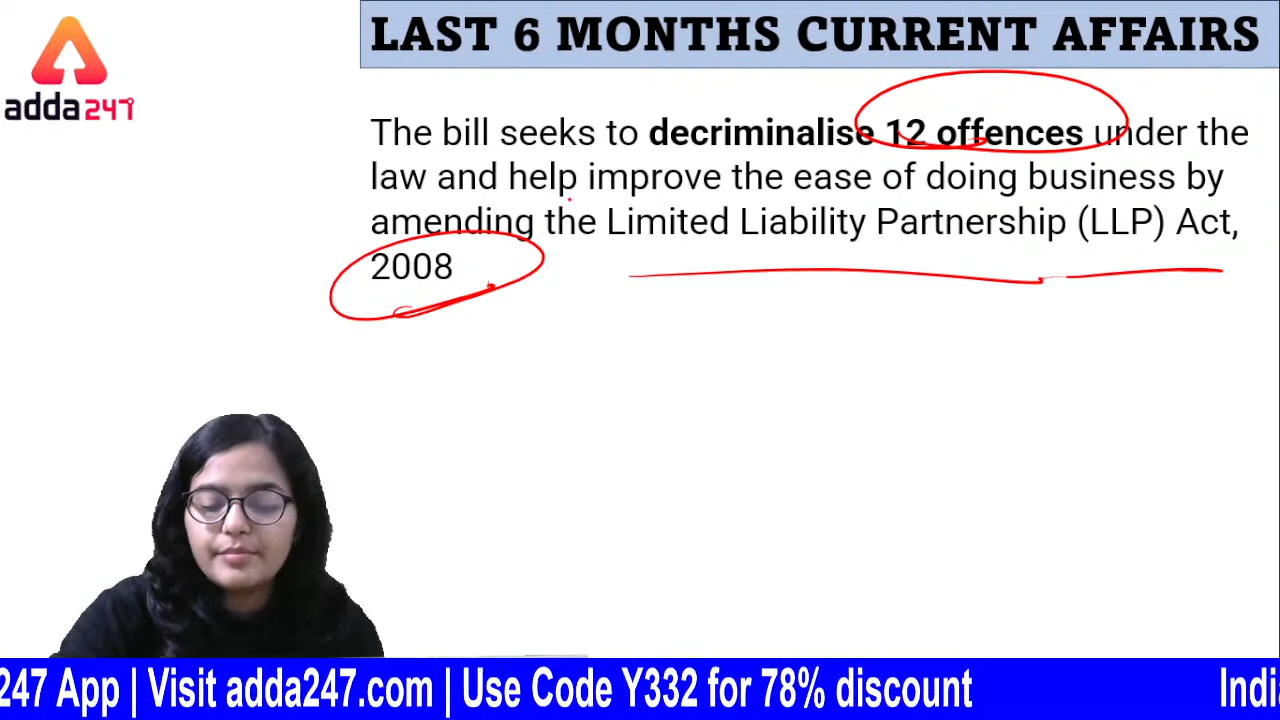 LAST 6 MONTHS CURRENT AFFAIRS
adda247
The bill seeks to decriminalise 12 offences under the
law and help improve the ease of doing business by
amending the Limited Liability Partnership (LLP) Act,
2008
247 App | Visit adda247.com | Use Code Y332 for 78% discount